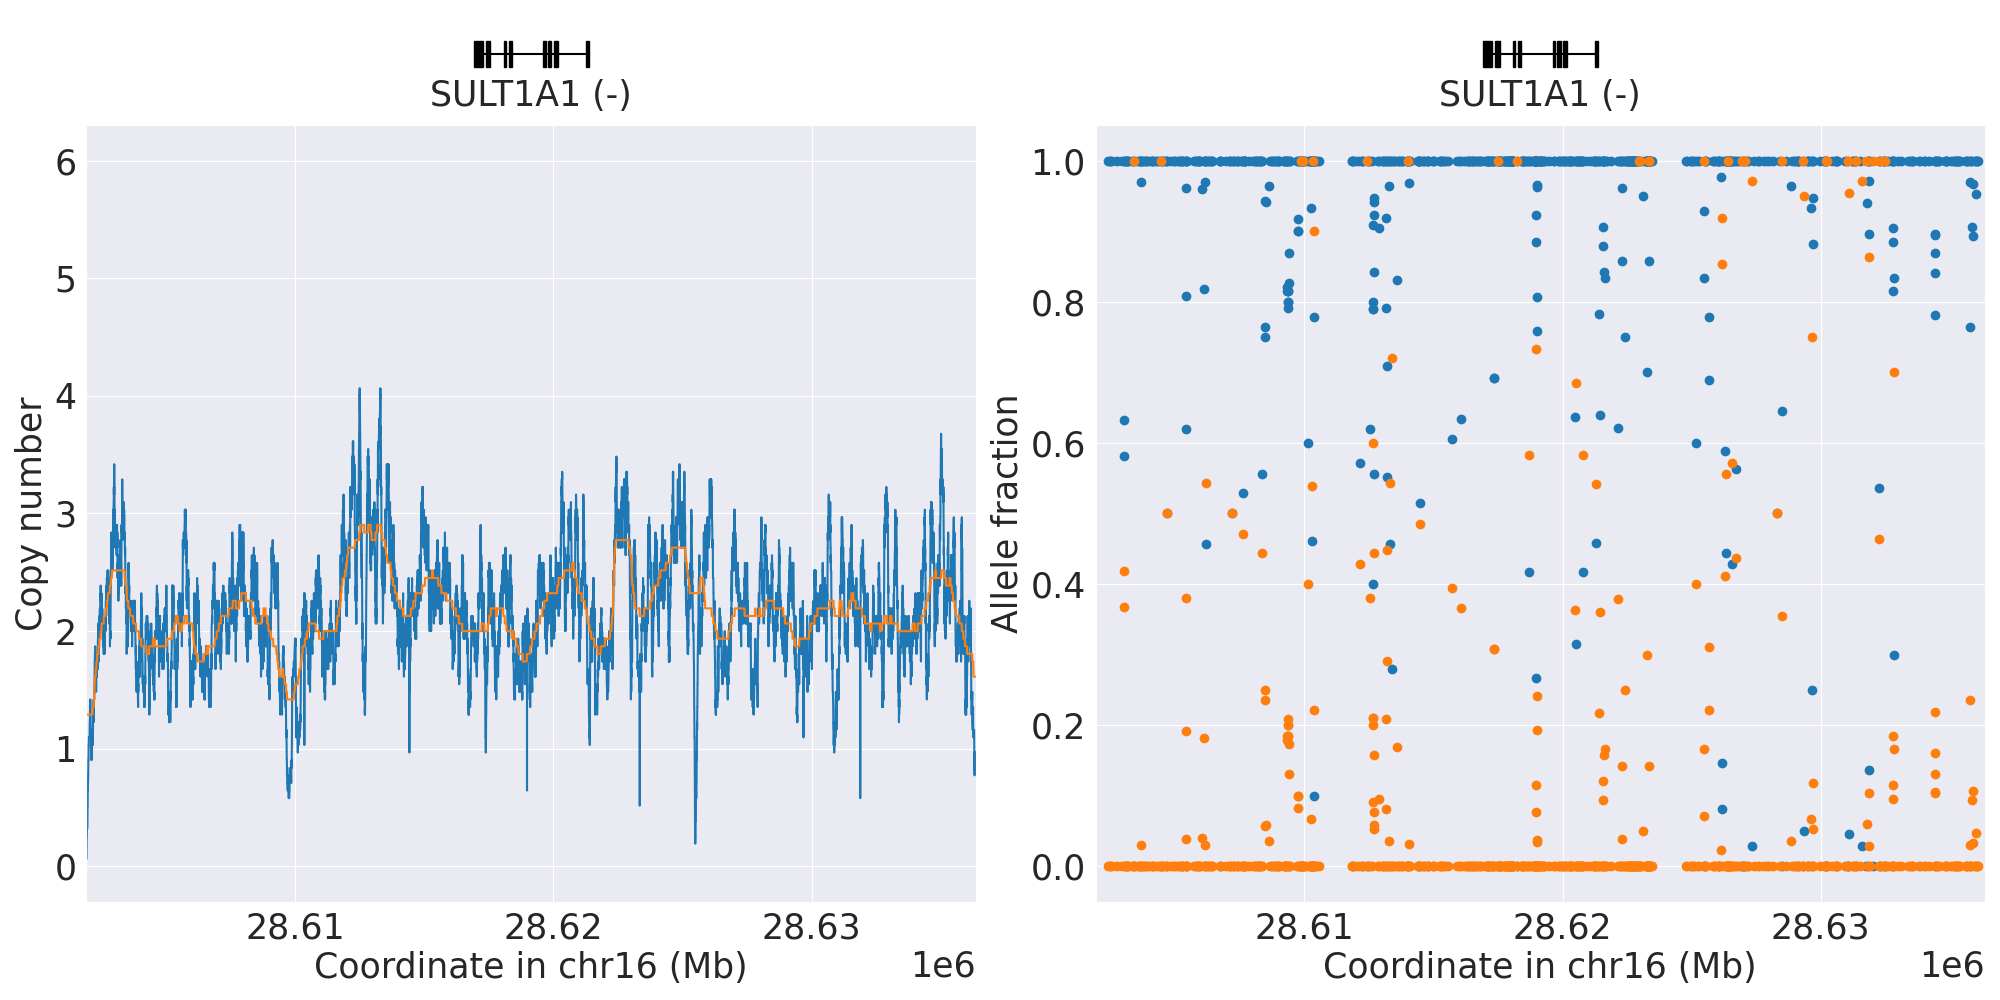 SULT1A1 (-)
6
5
4
3
2
1
0
Copy number
28.61
28.62
28.63
Coordinate in chr16 (Mb)
1e6
SULT1A1 (-)
1.0
0.8
0.6
0.4
0.2
0.0
Allele fraction
28.61
28.62
28.63
Coordinate in chr16 (Mb)
1e6